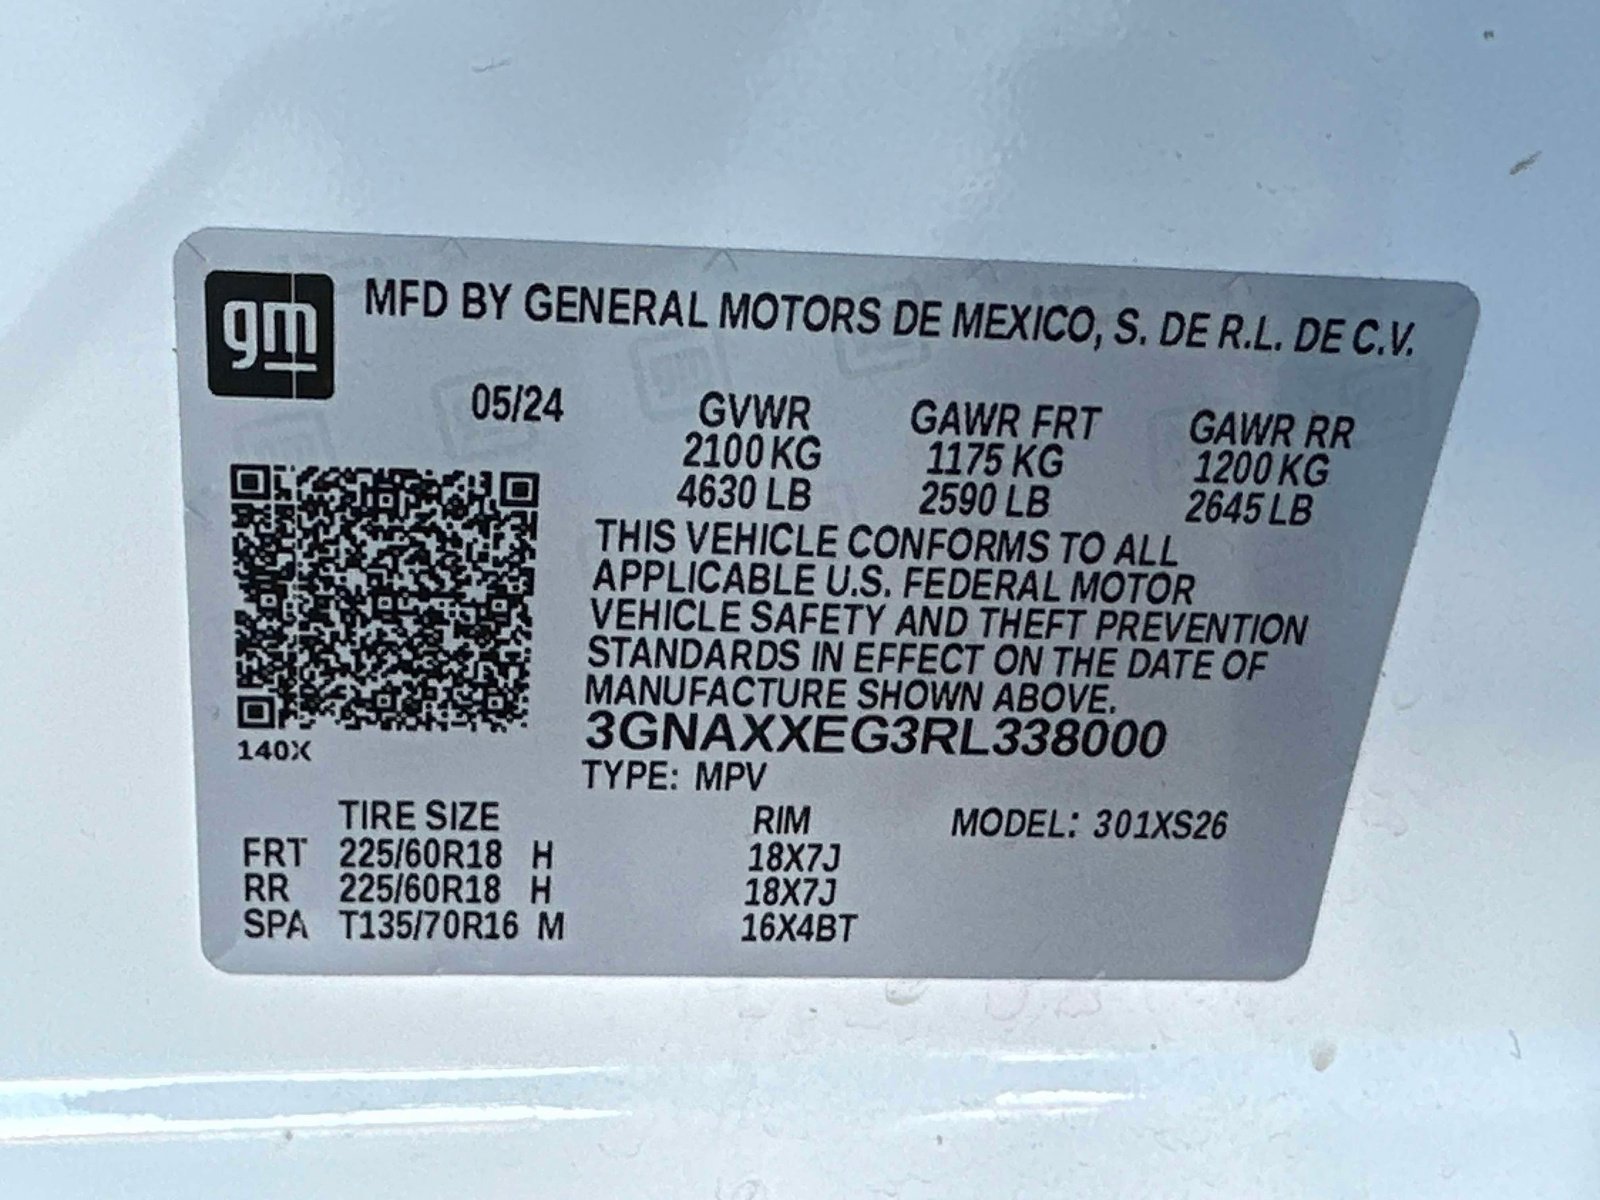 gm MFD BY GENERAL MOTORS DE MEXICO, S. DE R.L. DE C.V.
05/24 GVWR GAWR FRT GAWR RR
2100 KG 1175 KG 1200 KG
4630 LB 2590 LB 2645 LB
THIS VEHICLE CONFORMS TO ALL
APPLICABLE U.S. FEDERAL MOTOR
VEHICLE SAFETY AND THEFT PREVENTION
STANDARDS IN EFFECT ON THE DATE OF
MANUFACTURE SHOWN ABOVE.
3GNAXXEG3RL338000
140X
TYPE: MPV
TIRE SIZE RIM MODEL: 301XS26
FRT 225/60R18 H 18X7J
RR 225/60R18 H 18X7J
SPA T135/70R16 M 16X4BT